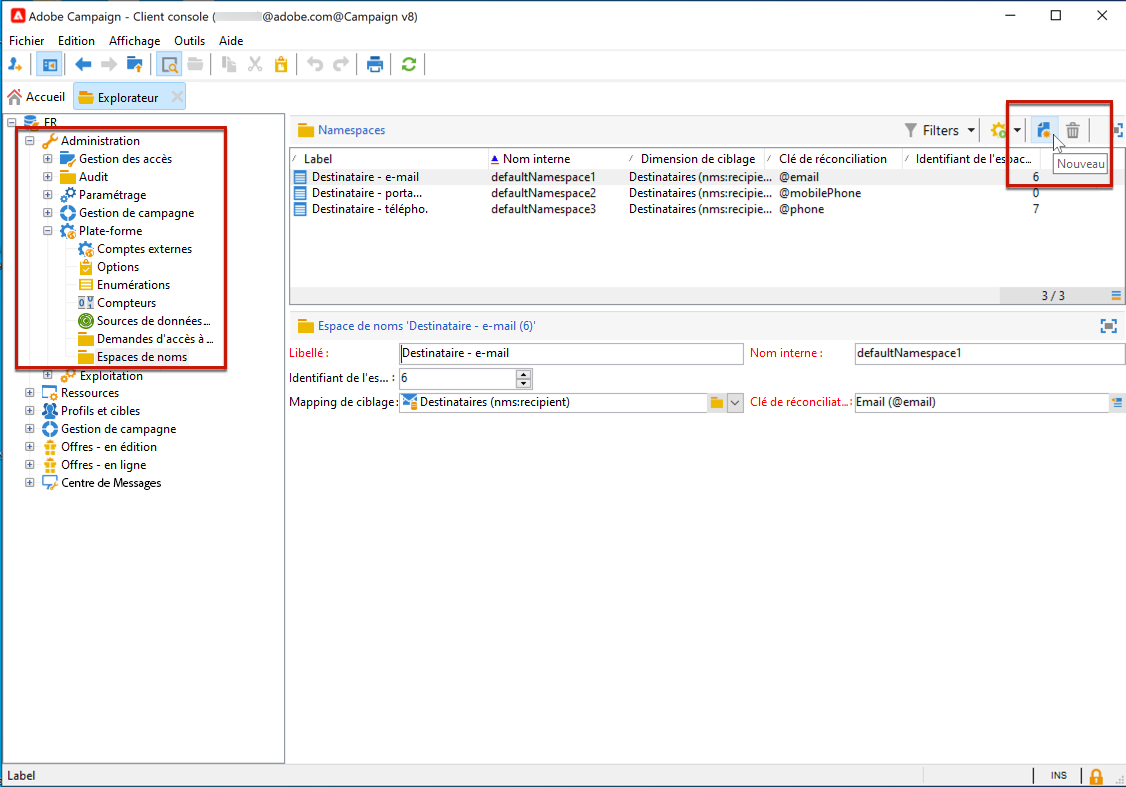 Adobe Campaign - Client console ( @adobe.com@Campaign v8)
Fichier Edition Affichage Outils Aide
Accueil Explorateur
FR
Administration
Gestion des accès
Audit
Paramétrage
Gestion de campagne
Plate-forme
Comptes externes
Options
Enumérations
Compteurs
Sources de données...
Demandes d'accès à ...
Espaces de noms
Exploitation
Ressources
Profils et cibles
Gestion de campagne
Offres - en édition
Offres - en ligne
Centre de Messages
Namespaces Filters
Nouveau
Label Nom interne Dimension de ciblage Clé de réconciliation Identifiant de l'espac...
Destinataire - e-mail defaultNamespace1 Destinataires (nms:recipie... @email 6
Destinataire - porta... defaultNamespace2 Destinataires (nms:recipie... @mobilePhone 0
Destinataire - télépho. defaultNamespace3 Destinataires (nms:recipie... @phone 7
3 / 3
Espace de noms 'Destinataire - e-mail (6)'
Libellé : Destinataire - e-mail Nom interne : defaultNamespace1
Identifiant de l'es... : 6
Mapping de ciblage: Destinataires (nms:recipient) Clé de réconciliat...: Email (@email)
Label INS